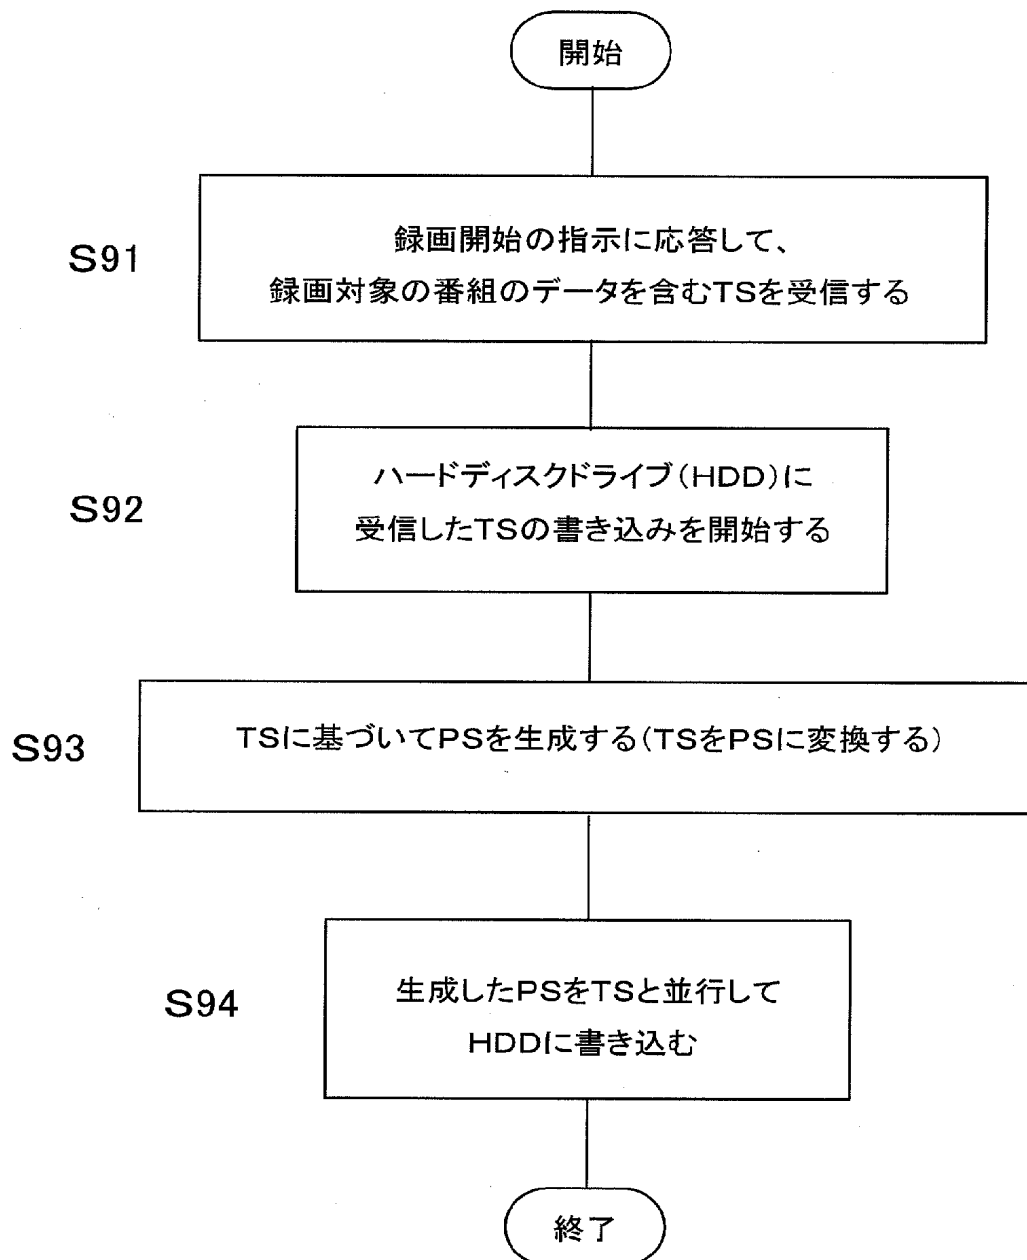 開始
S91
録画開始の指示に応答して、
録画対象の番組のデータを含むTSを受信する
S92
ハードディスクドライブ(HDD)に
受信したTSの書き込みを開始する
S93
TSに基づいてPSを生成する(TSをPSに変換する)
S94
生成したPSをTSと並行して
HDDに書き込む
終了